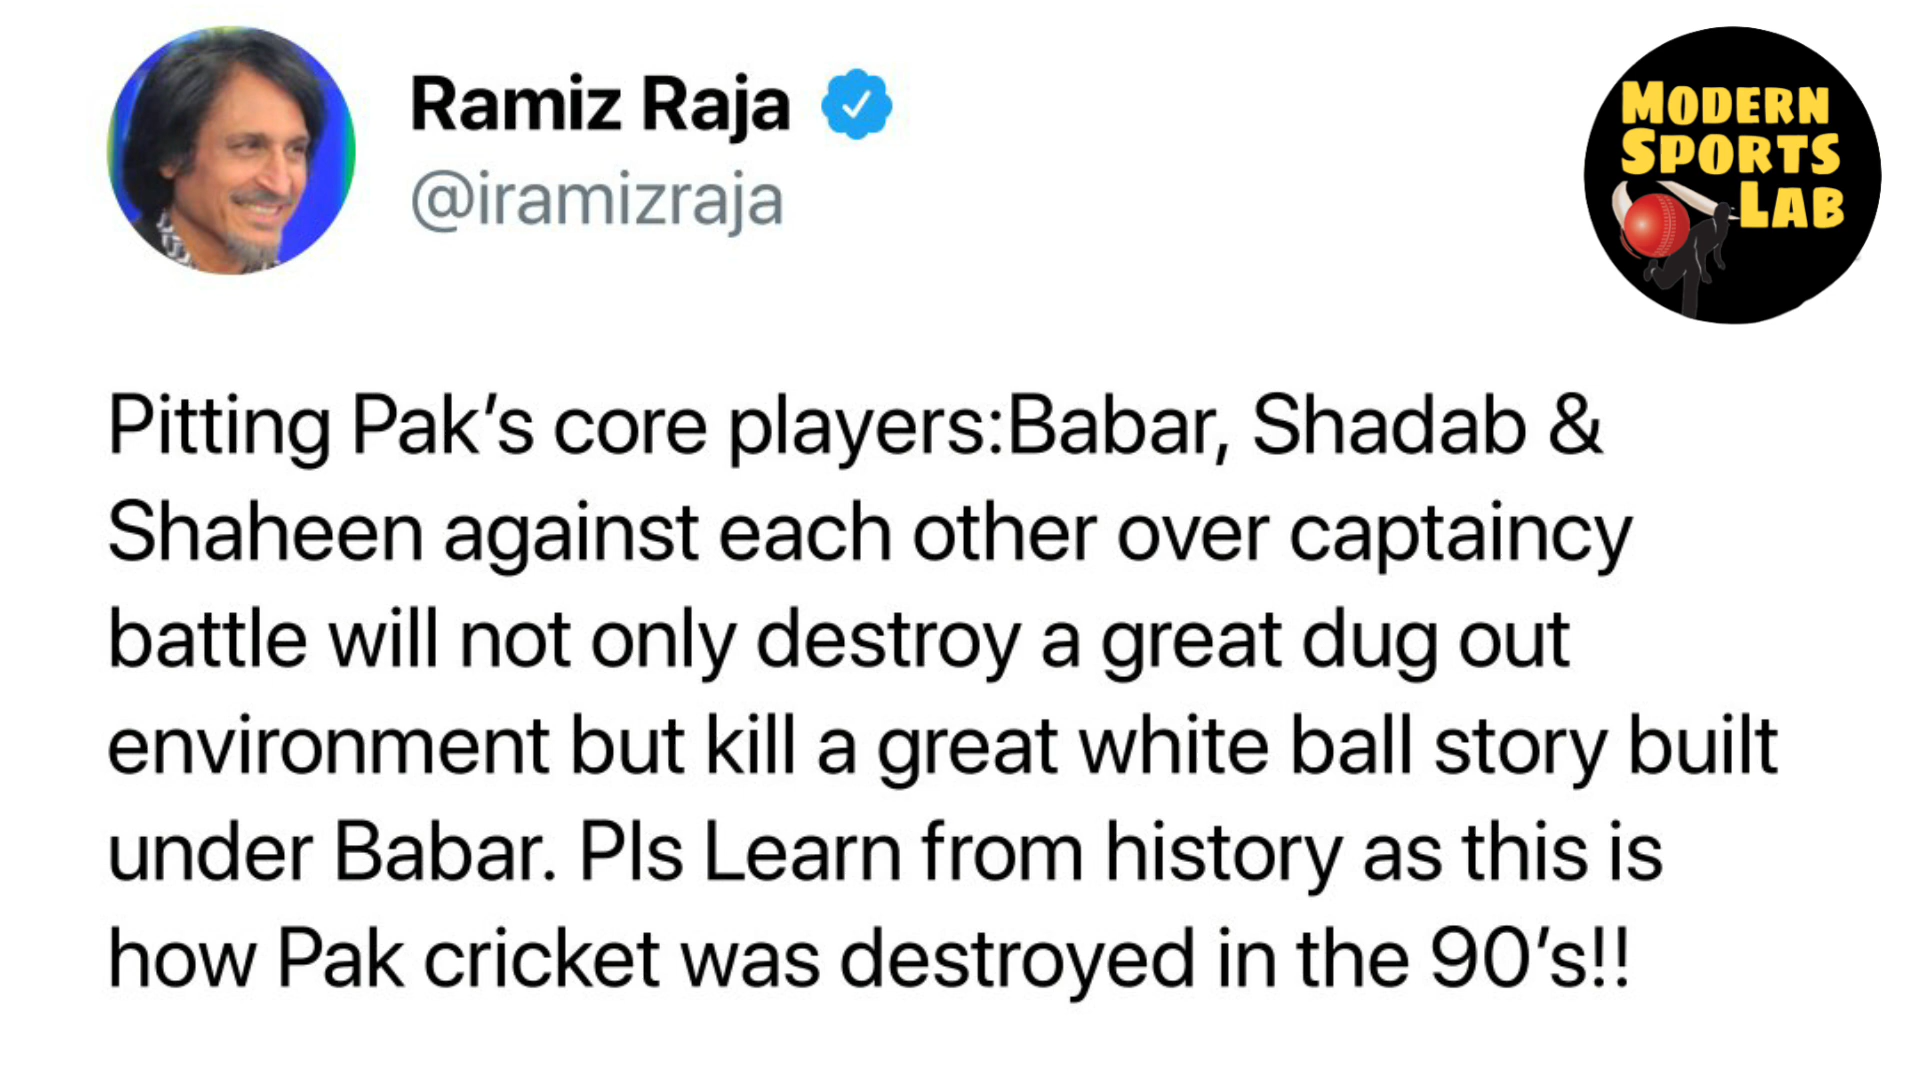 Ramiz Raja
@iramizraja
MODERN
SPORTS
LAB
Pitting Pak’s core players:Babar, Shadab &
Shaheen against each other over captaincy
battle will not only destroy a great dug out
environment but kill a great white ball story built
under Babar. Pls Learn from history as this is
how Pak cricket was destroyed in the 90’s!!